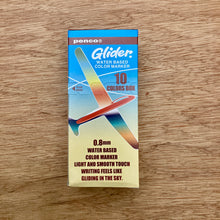 penco®
Glider.
WATER BASED
COLOR MARKER
10
COLORS BOX
0.8mm
WATER BASED
COLOR MARKER
LIGHT AND SMOOTH TOUCH
WRITING FEELS LIKE
GLIDING IN THE SKY.